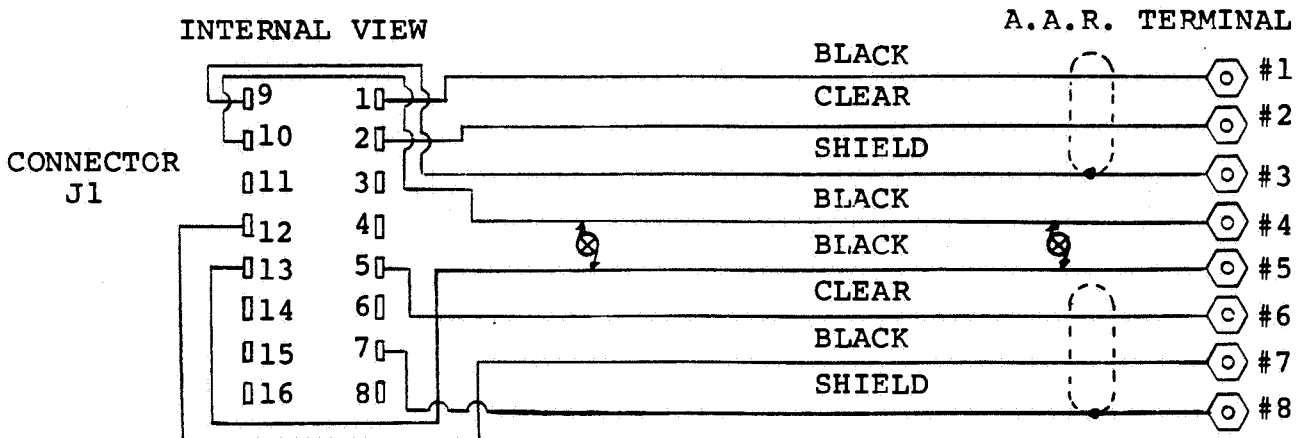 INTERNAL VIEW
A.A.R. TERMINAL
BLACK
#1
9 1
CLEAR
#2
10 2
SHIELD
CONNECTOR
J1
11 3
#3
BLACK
#4
12 4
BLACK
13 5
#5
CLEAR
14 6
#6
BLACK
15 7
#7
SHIELD
16 8
#8